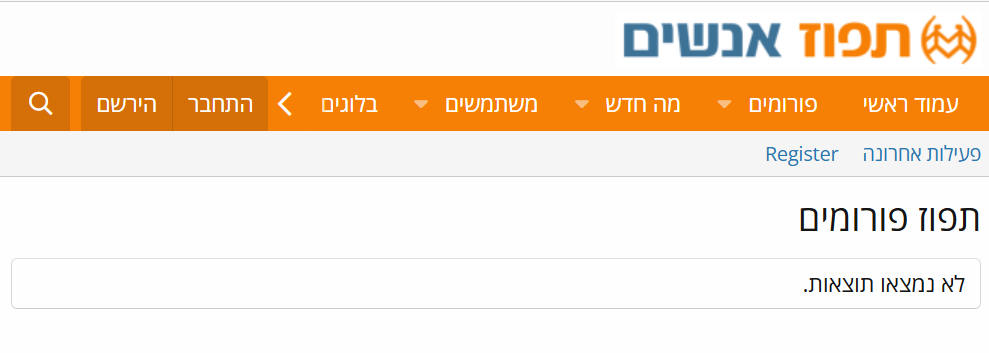 תפוז אנשים
עמוד ראשי פורומים מה חדש משתמשים בלוגים התחבר הירשם
פעילות אחרונה Register
תפוז פורומים
לא נמצאו תוצאות.